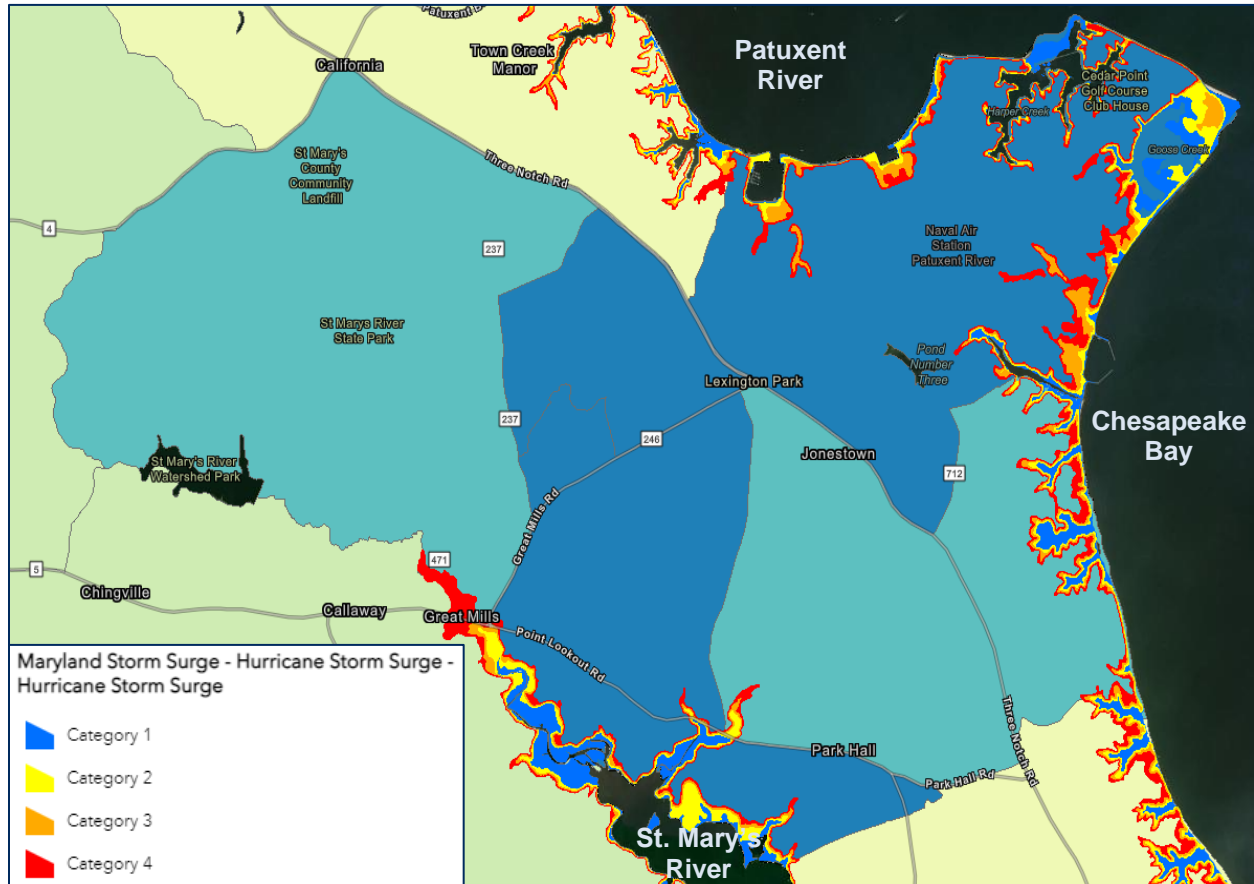 Patuxent B
California
Town Creek
Manor
Patuxent
River
Cedar Point
Golf Course
Club House
Harper Creek
Goose Creek
St Mary's
County
Community
Landfill
Three Notch Rd
4
237
Naval Air
Station
Patuxent River
St Marys River
State Park
Pond
Number
Three
Lexington Park
237
246
Chesapeake
Bay
Jonestown
St Mary's River
Watershed Park
712
Great Mills Rd
471
5
Chingville
Callaway
Great Mills
Point Lookout Rd
Three Notch Rd
Park Hall
Park Hall Rd
St. Mary's
River
Maryland Storm Surge - Hurricane Storm Surge -
Hurricane Storm Surge
Category 1
Category 2
Category 3
Category 4